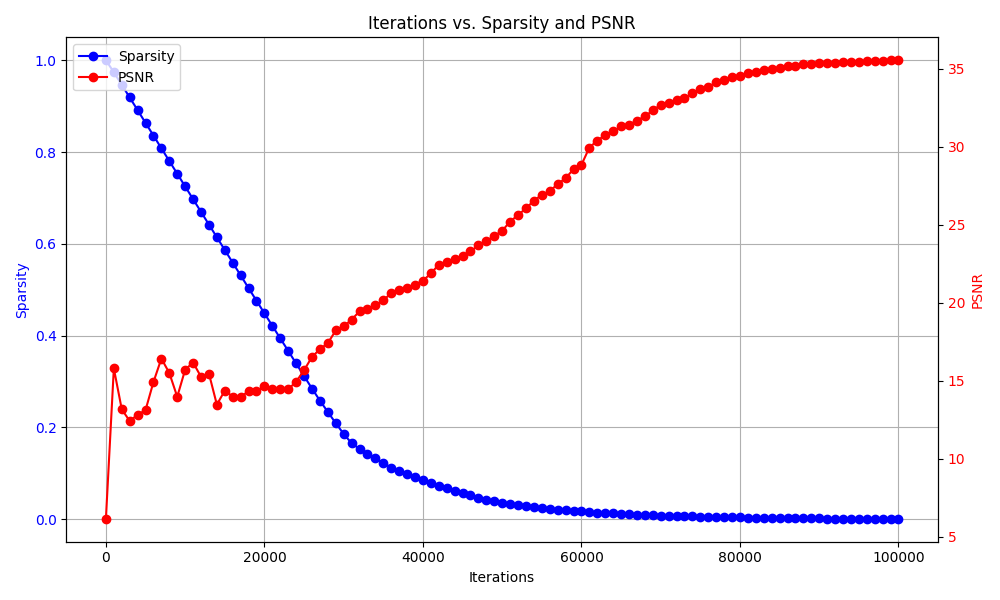 Iterations vs. Sparsity and PSNR
Sparsity
PSNR
1.0
0.8
0.6
0.4
0.2
0.0
Sparsity
35
30
25
20
15
10
5
PSNR
0 20000 40000 60000 80000 100000
Iterations